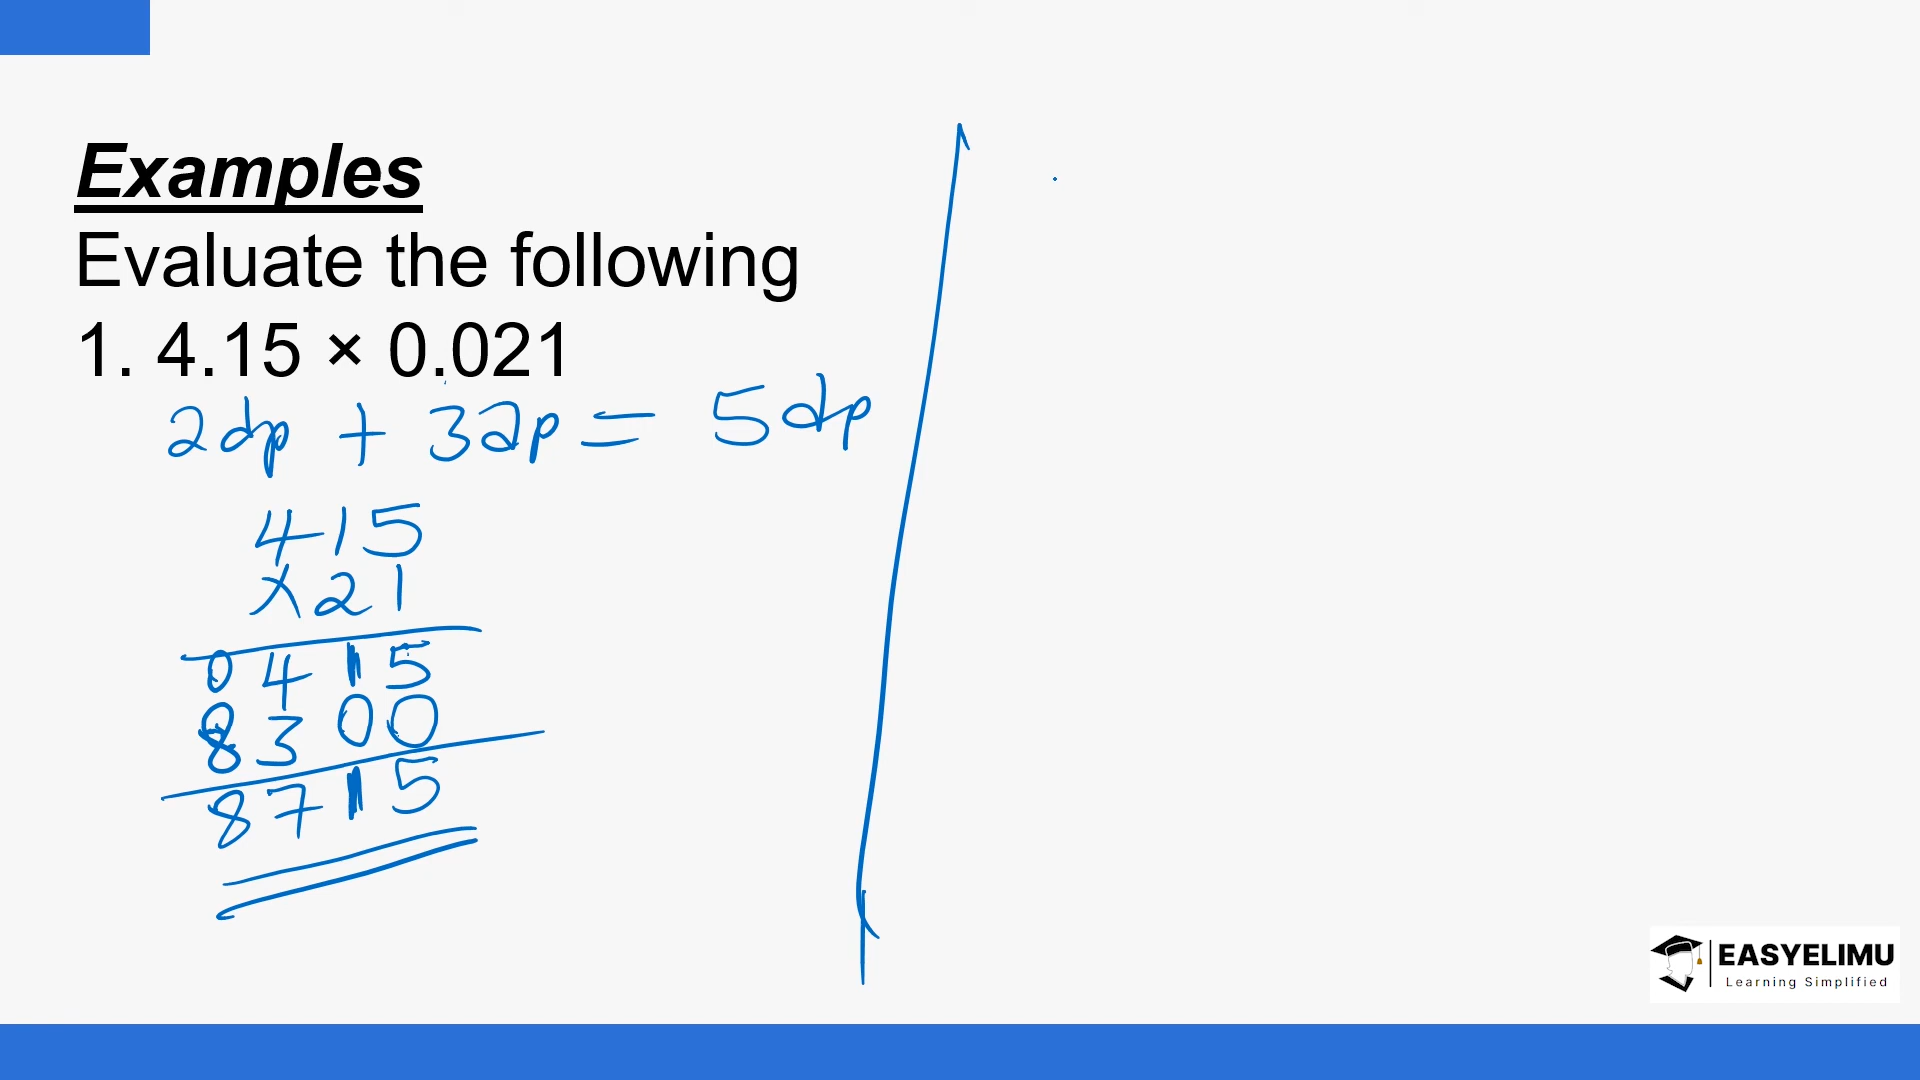 Examples
Evaluate the following
1. 4.15 × 0.021
2dp + 3dp = 5dp
415
×21
0415
8300
8715
EASYELIMU
Learning Simplified